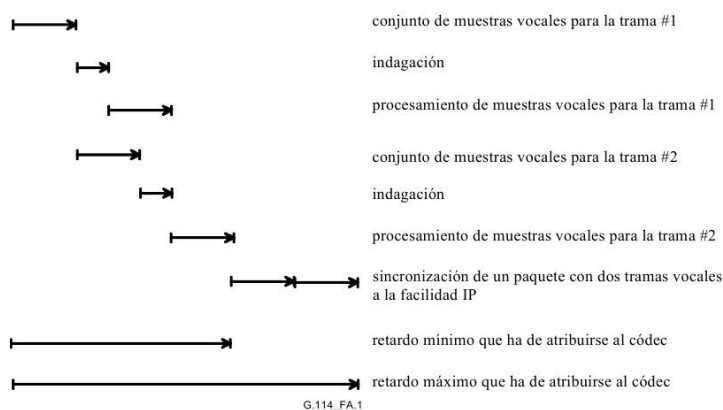 conjunto de muestras vocales para la trama #1
indagación
procesamiento de muestras vocales para la trama #1
conjunto de muestras vocales para la trama #2
indagación
procesamiento de muestras vocales para la trama #2
sincronización de un paquete con dos tramas vocales
a la facilidad IP
retardo mínimo que ha de atribuirse al códec
retardo máximo que ha de atribuirse al códec
G.114_FA.1